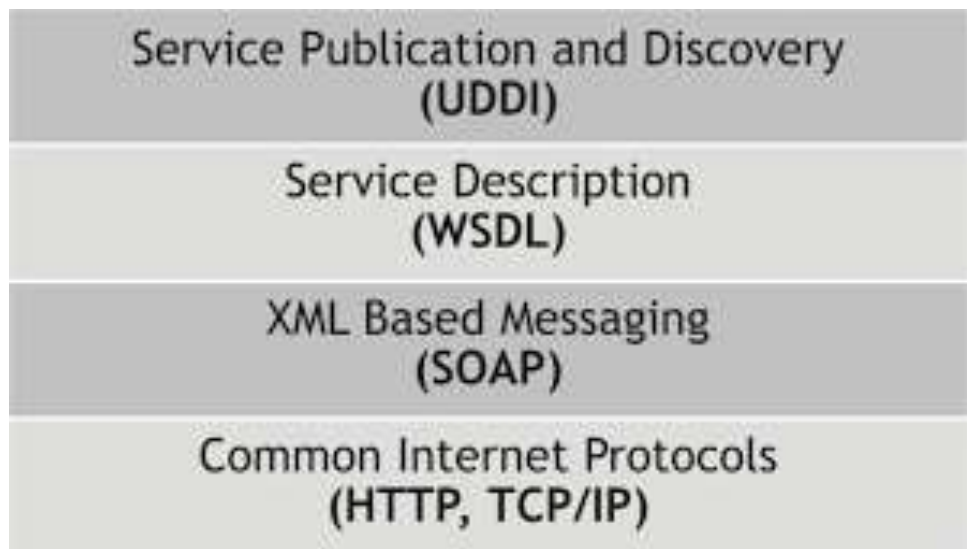 Service Publication and Discovery
(UDDI)
Service Description
(WSDL)
XML Based Messaging
(SOAP)
Common Internet Protocols
(HTTP, TCP/IP)